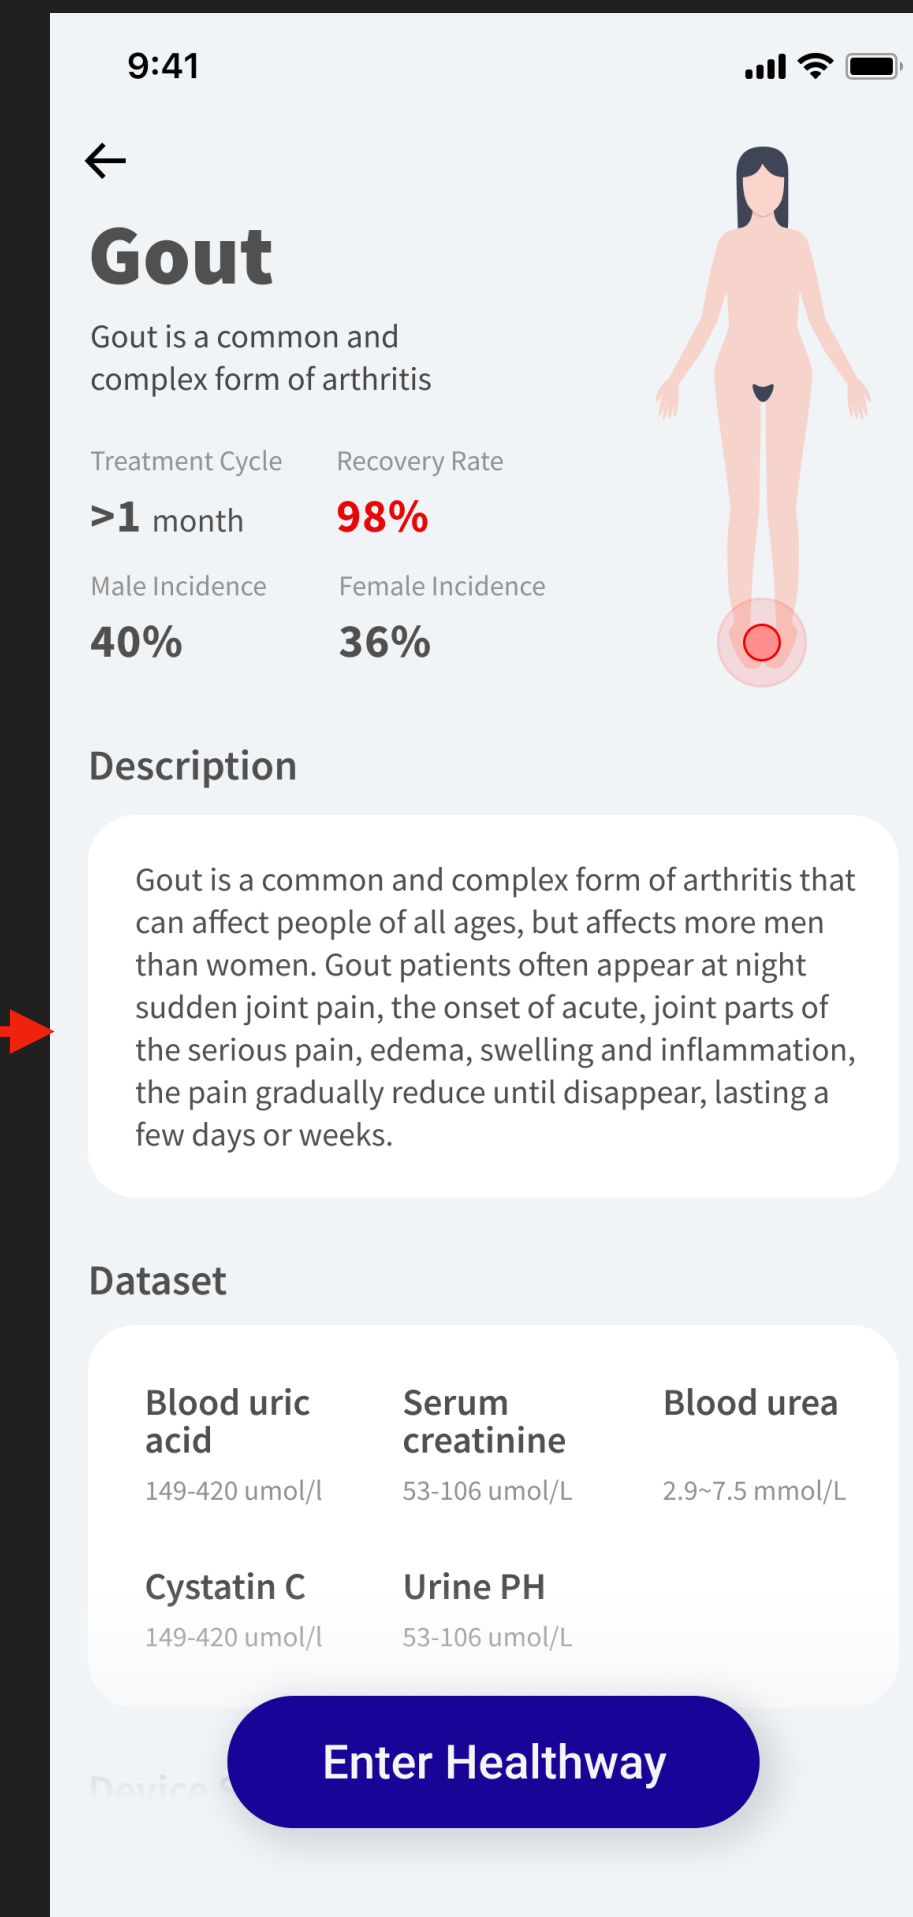 9:41
Gout
Gout is a common and
complex form of arthritis
Treatment Cycle
>1 month
Recovery Rate
98%
Male Incidence
40%
Female Incidence
36%
Description
Gout is a common and complex form of arthritis that
can affect people of all ages, but affects more men
than women. Gout patients often appear at night
sudden joint pain, the onset of acute, joint parts of
the serious pain, edema, swelling and inflammation,
the pain gradually reduce until disappear, lasting a
few days or weeks.
Dataset
Blood uric
acid
149-420 umol/l
Serum
creatinine
53-106 umol/L
Blood urea
2.9~7.5 mmol/L
Cystatin C
149-420 umol/l
Urine PH
53-106 umol/L
Device
Enter Healthway